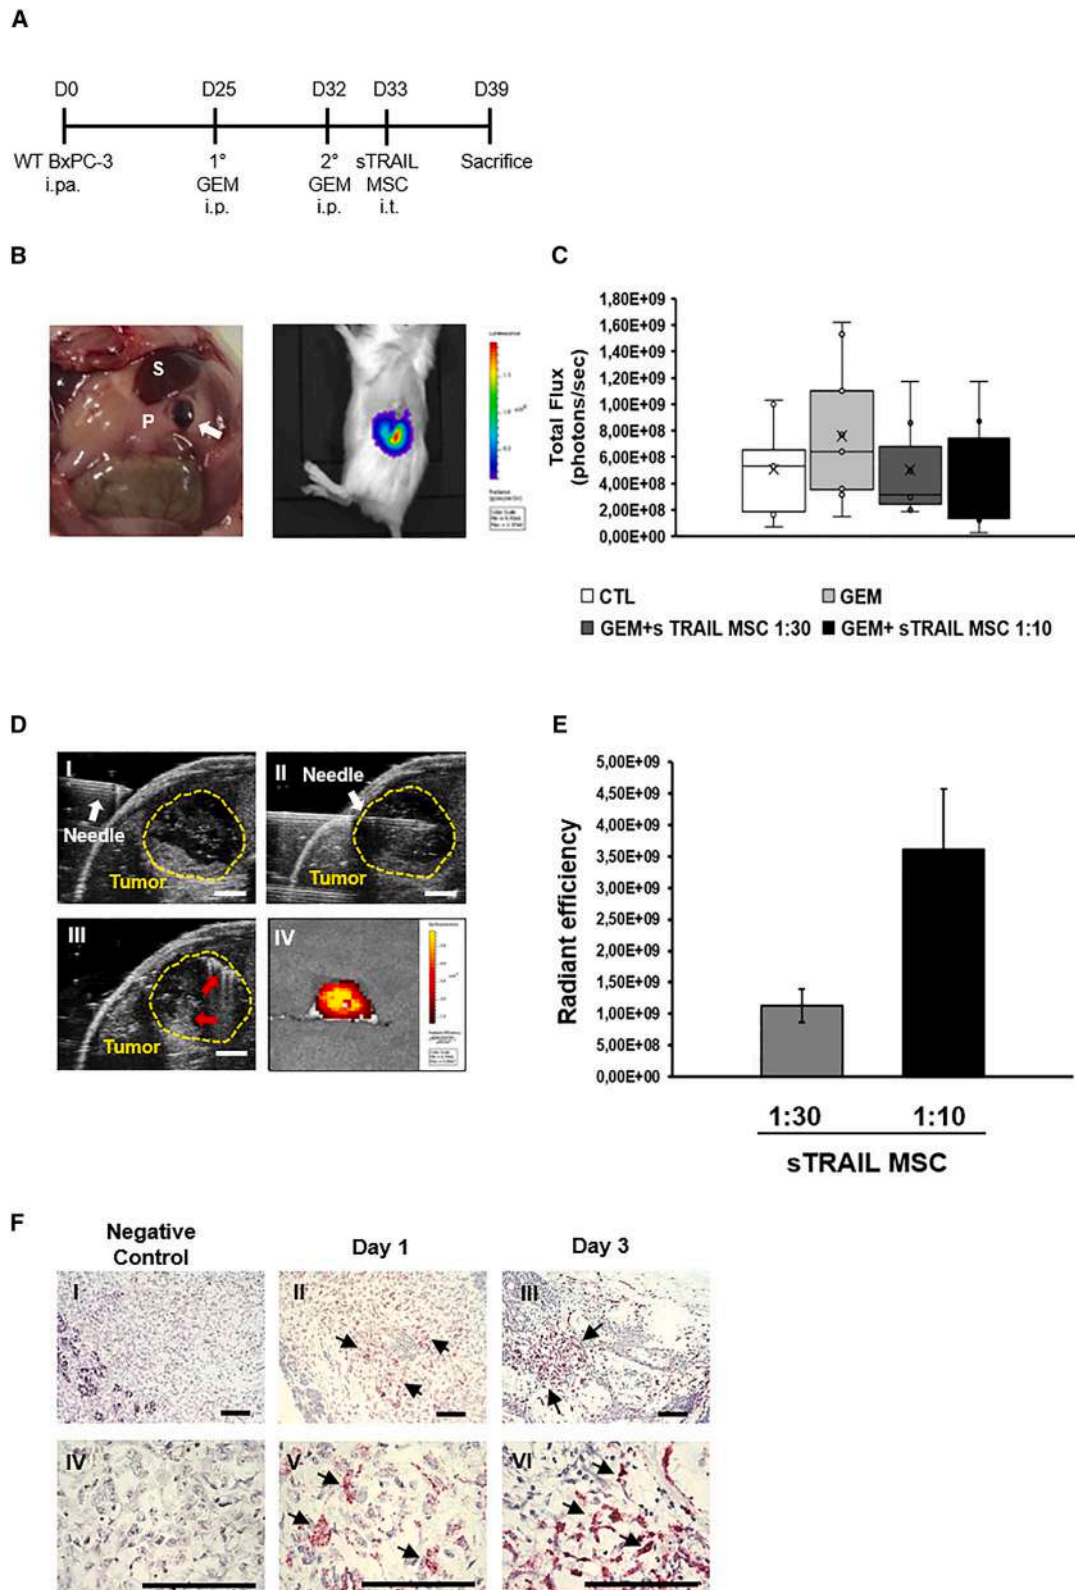 A
D0 D25 D32 D33 D39
WT BxPC-3 1° 2° sTRAIL Sacrifice
i.pa. GEM GEM MSC
i.p. i.p. i.t.
B
S
P
C
Total Flux
(photons/sec)
1,80E+09
1,60E+09
1,40E+09
1,20E+09
1,00E+09
8,00E+08
6,00E+08
4,00E+08
2,00E+08
0,00E+00
CTL GEM
GEM+s TRAIL MSC 1:30 GEM+ sTRAIL MSC 1:10
D
I
Needle
Tumor
II
Needle
Tumor
III
Tumor
IV
E
Radiant efficiency
5,00E+09
4,50E+09
4,00E+09
3,50E+09
3,00E+09
2,50E+09
2,00E+09
1,50E+09
1,00E+09
5,00E+08
0,00E+00
1:30 1:10
sTRAIL MSC
F
Negative
Control
Day 1
Day 3
I
II
III
IV
V
VI